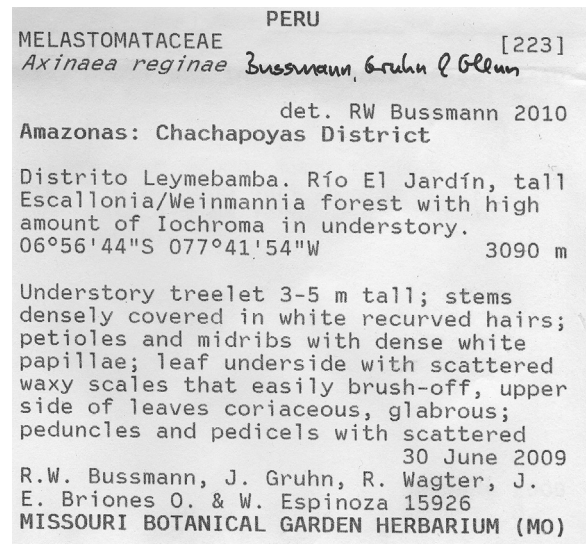 PERU
MELASTOMATACEAE [223]
Axinaea reginae Bussmann, Gruhn & Glenn
det. RW Bussmann 2010
Amazonas: Chachapoyas District
Distrito Leymebamba. Río El Jardín, tall
Escallonia/Weinmannia forest with high
amount of Iochroma in understory.
06°56'44"S 077°41'54"W 3090 m
Understory treelet 3-5 m tall; stems
densely covered in white recurved hairs;
petioles and midribs with dense white
papillae; leaf underside with scattered
waxy scales that easily brush-off, upper
side of leaves coriaceous, glabrous;
peduncles and pedicels with scattered
30 June 2009
R.W. Bussmann, J. Gruhn, R. Wagter, J.
E. Briones O. & W. Espinoza 15926
MISSOURI BOTANICAL GARDEN HERBARIUM (MO)